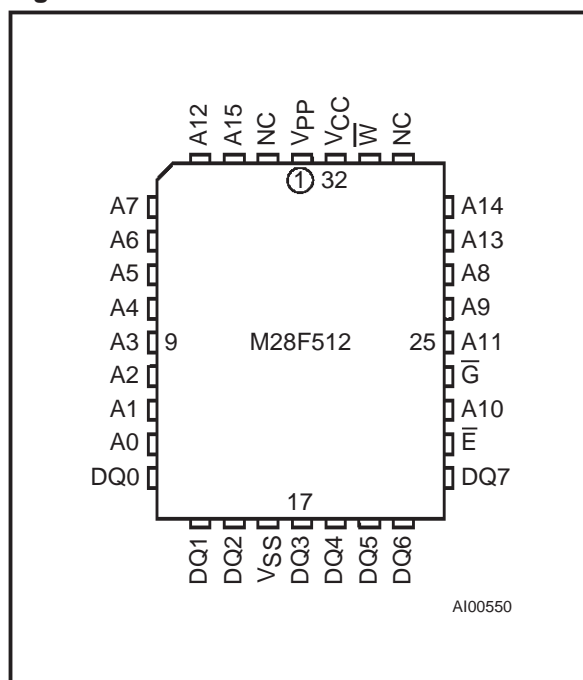 A12 A15 NC VPP VCC W̅ NC
① 32
A7 A14
A6 A13
A5 A8
A4 A9
A3 9 M28F512 25 A11
A2 G̅
A1 A10
A0 E̅
DQ0 DQ7
17
DQ1 DQ2 VSS DQ3 DQ4 DQ5 DQ6
AI00550